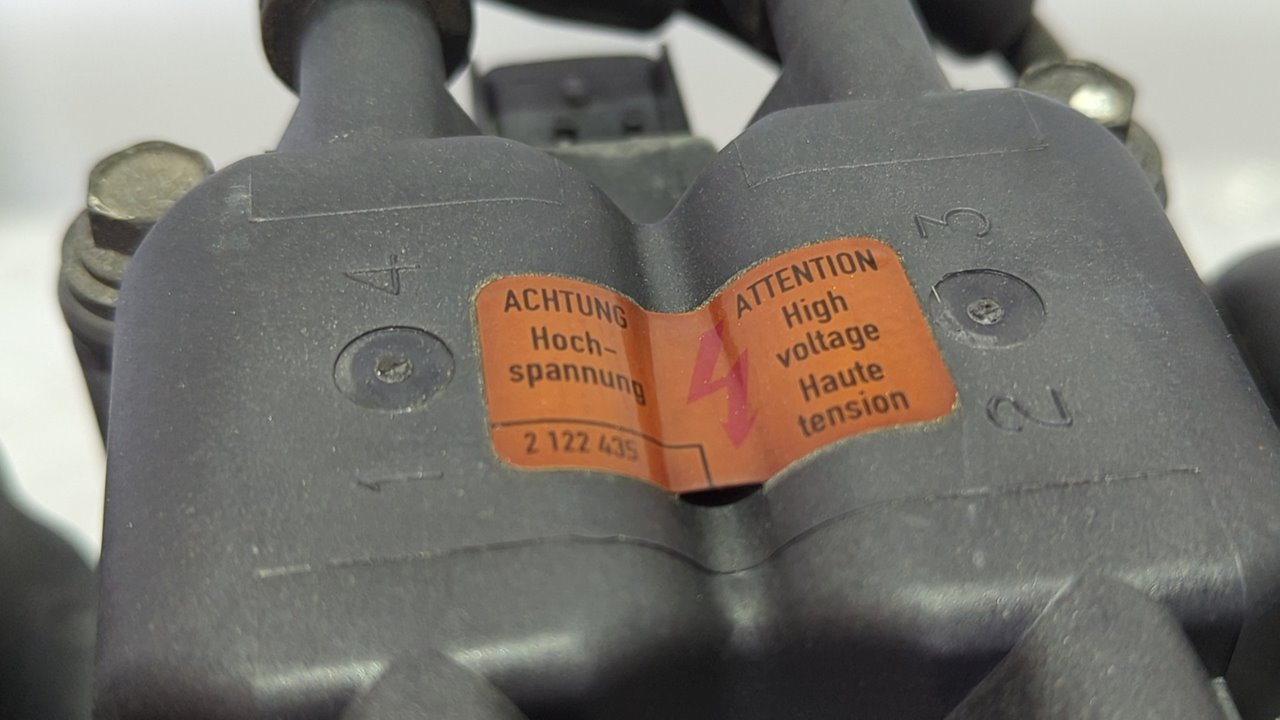 4
3
ACHTUNG
Hoch-
spannung
2 122 435
ATTENTION
High
voltage
Haute
tension
1
2